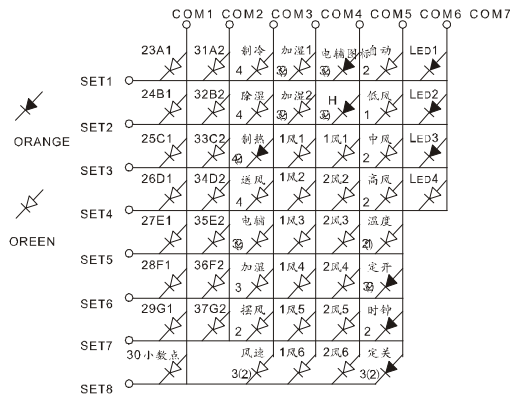 COM1 COM2 COM3 COM4 COM5 COM6 COM7
23A1 31A2 制冷 加湿1 电辅图标 自动 LED1
4 2
SET1
24B1 32B2 除湿 加湿2 H 低风 LED2
4 1
SET2
ORANGE
25C1 33C2 制热 1风1 1风1 中风 LED3
2
SET3
26D1 34D2 送风 1风2 2风2 高风 LED4
4 2
SET4
OREEN
27E1 35E2 电辅 1风3 2风3 温度
SET5
28F1 36F2 加湿 1风4 2风4 定开
3
SET6
29G1 37G2 摆风 1风5 2风5 时钟
2 2
SET7
30小数点 风速 1风6 2风6 定关
3(2) 3(2)
SET8